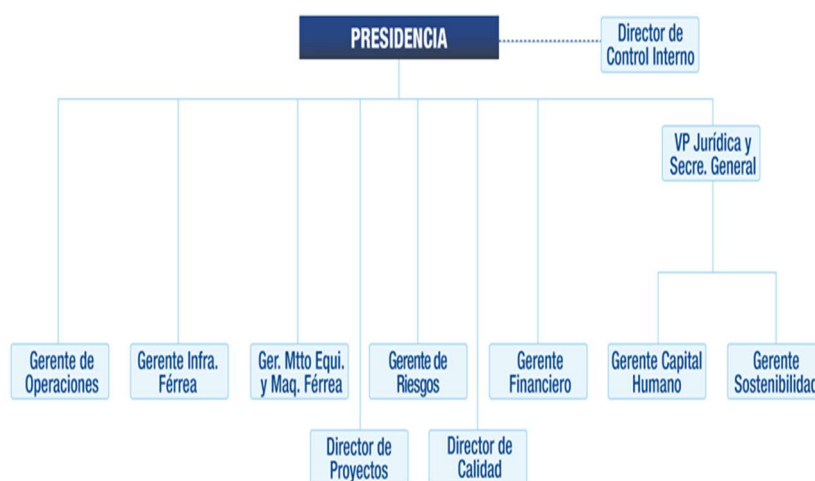 PRESIDENCIA
Director de
Control Interno
VP Jurídica y
Secre. General
Gerente de
Operaciones
Gerente Infra.
Férrea
Ger. Mtto Equi.
y Maq. Férrea
Gerente de
Riesgos
Gerente
Financiero
Gerente Capital
Humano
Gerente
Sostenibilidad
Director de
Proyectos
Director de
Calidad